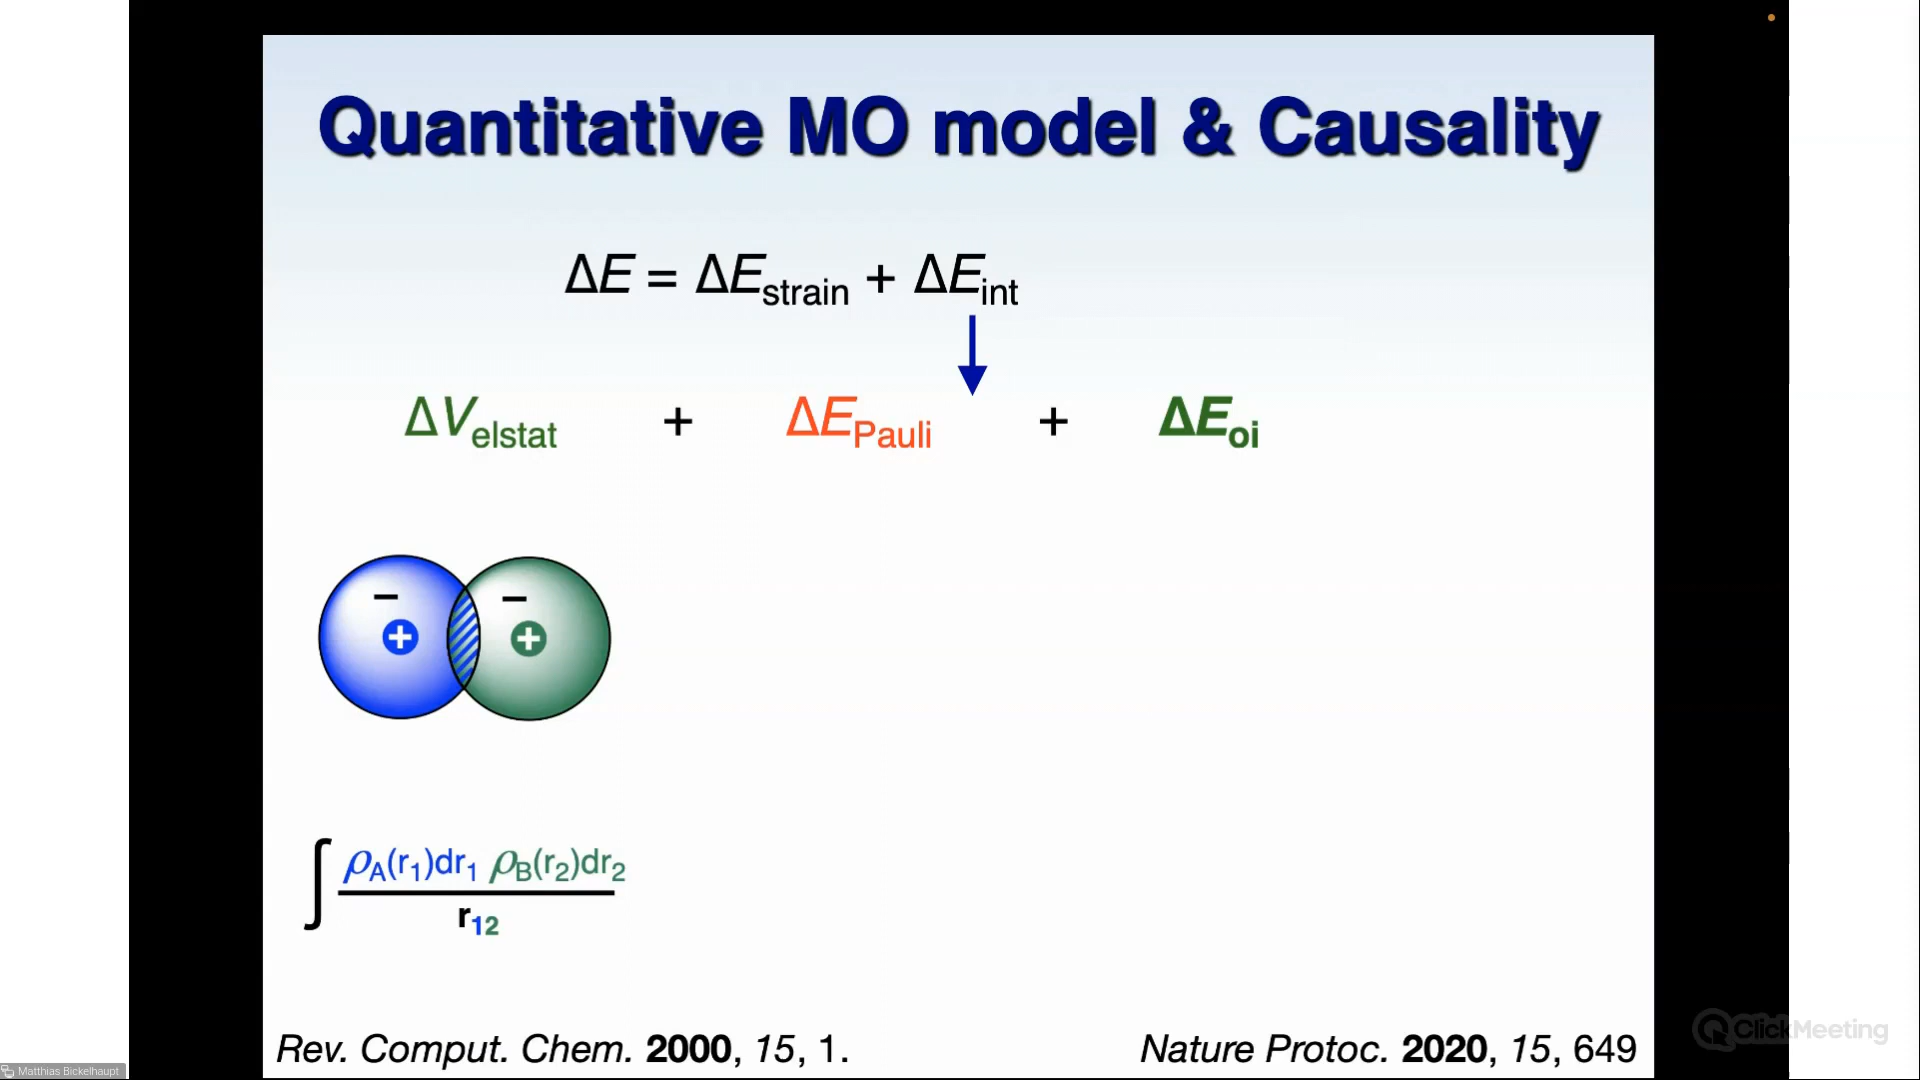 Quantitative MO model & Causality
ΔE = ΔE_strain + ΔE_int
ΔV_elstat + ΔE_Pauli + ΔE_oi
− −
+ +
∫ ρ_A(r_1)dr_1 ρ_B(r_2)dr_2
r_12
Rev. Comput. Chem. 2000, 15, 1. Nature Protoc. 2020, 15, 649
ClickMeeting
Matthias Bickelhaupt